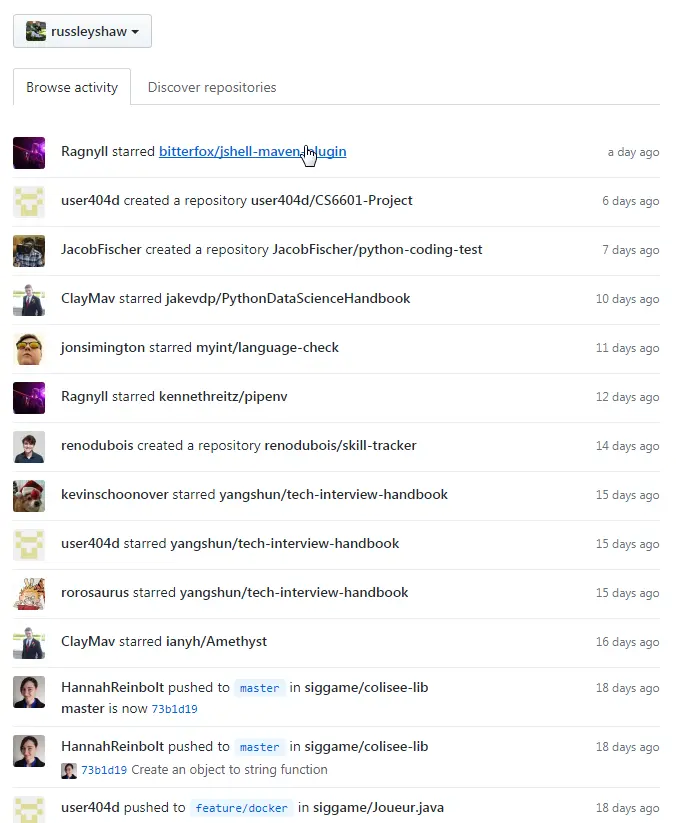 russleyshaw
Browse activity Discover repositories
Ragnyll starred bitterfox/jshell-maven-plugin a day ago
user404d created a repository user404d/CS6601-Project 6 days ago
JacobFischer created a repository JacobFischer/python-coding-test 7 days ago
ClayMav starred jakevdp/PythonDataScienceHandbook 10 days ago
jonsimington starred myint/language-check 11 days ago
Ragnyll starred kennethreitz/pipenv 12 days ago
renodubois created a repository renodubois/skill-tracker 14 days ago
kevinschoonover starred yangshun/tech-interview-handbook 15 days ago
user404d starred yangshun/tech-interview-handbook 15 days ago
rorosaurus starred yangshun/tech-interview-handbook 15 days ago
ClayMav starred ianyh/Amethyst 16 days ago
HannahReinbolt pushed to master in siggame/colisee-lib 18 days ago
master is now 73b1d19
HannahReinbolt pushed to master in siggame/colisee-lib 18 days ago
73b1d19 Create an object to string function
user404d pushed to feature/docker in siggame/Joueur.java 18 days ago